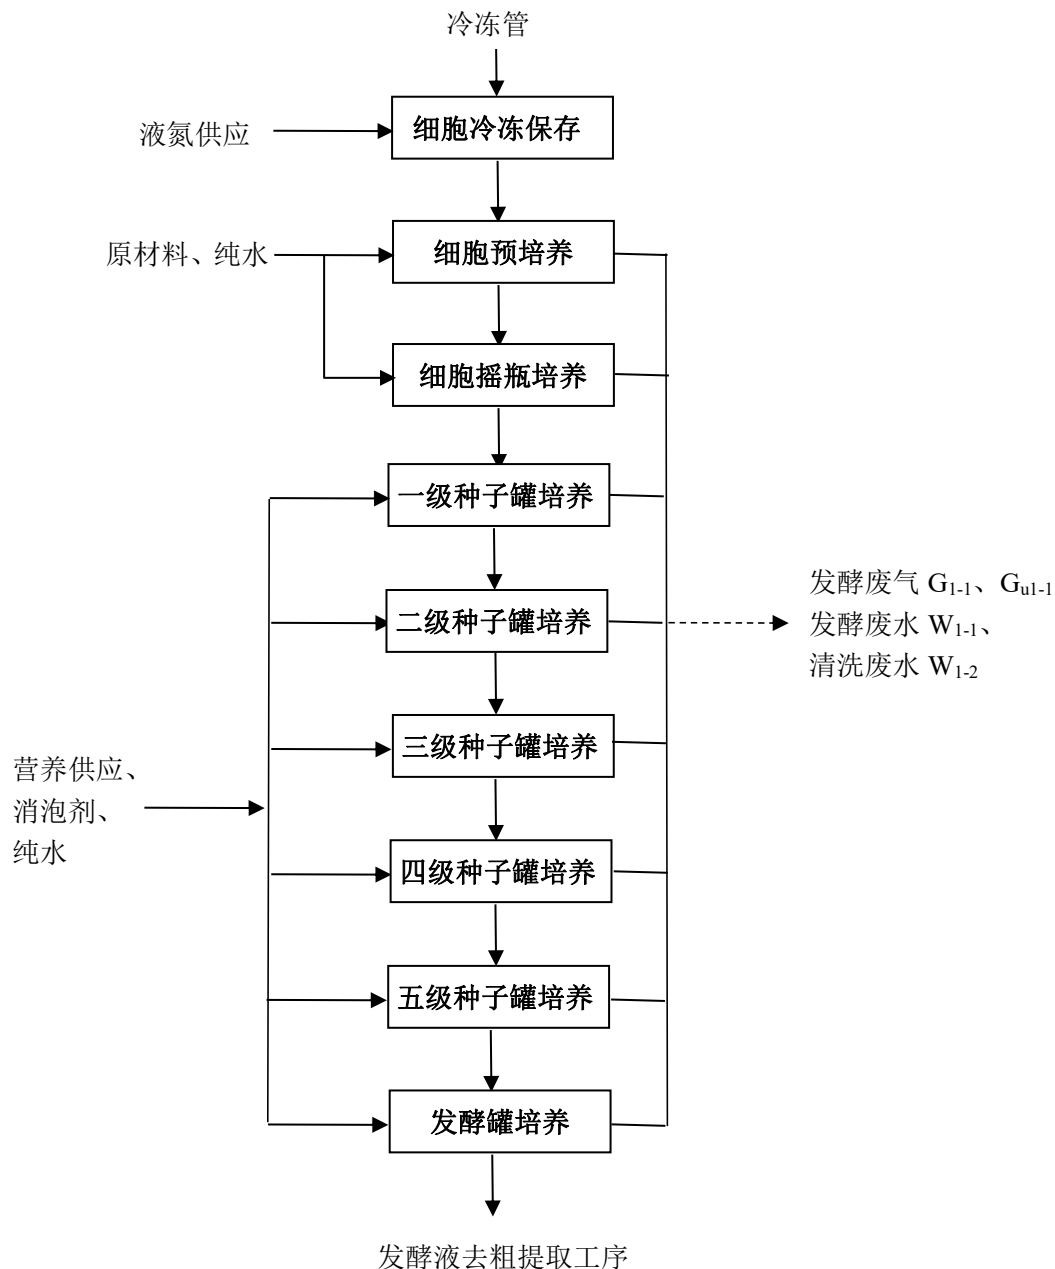 冷冻管
细胞冷冻保存
液氮供应
细胞预培养
原材料、纯水
细胞摇瓶培养
一级种子罐培养
二级种子罐培养
发酵废气 G1-1、Gu1-1
发酵废水 W1-1、
清洗废水 W1-2
三级种子罐培养
营养供应、
消泡剂、
纯水
四级种子罐培养
五级种子罐培养
发酵罐培养
发酵液去粗提取工序